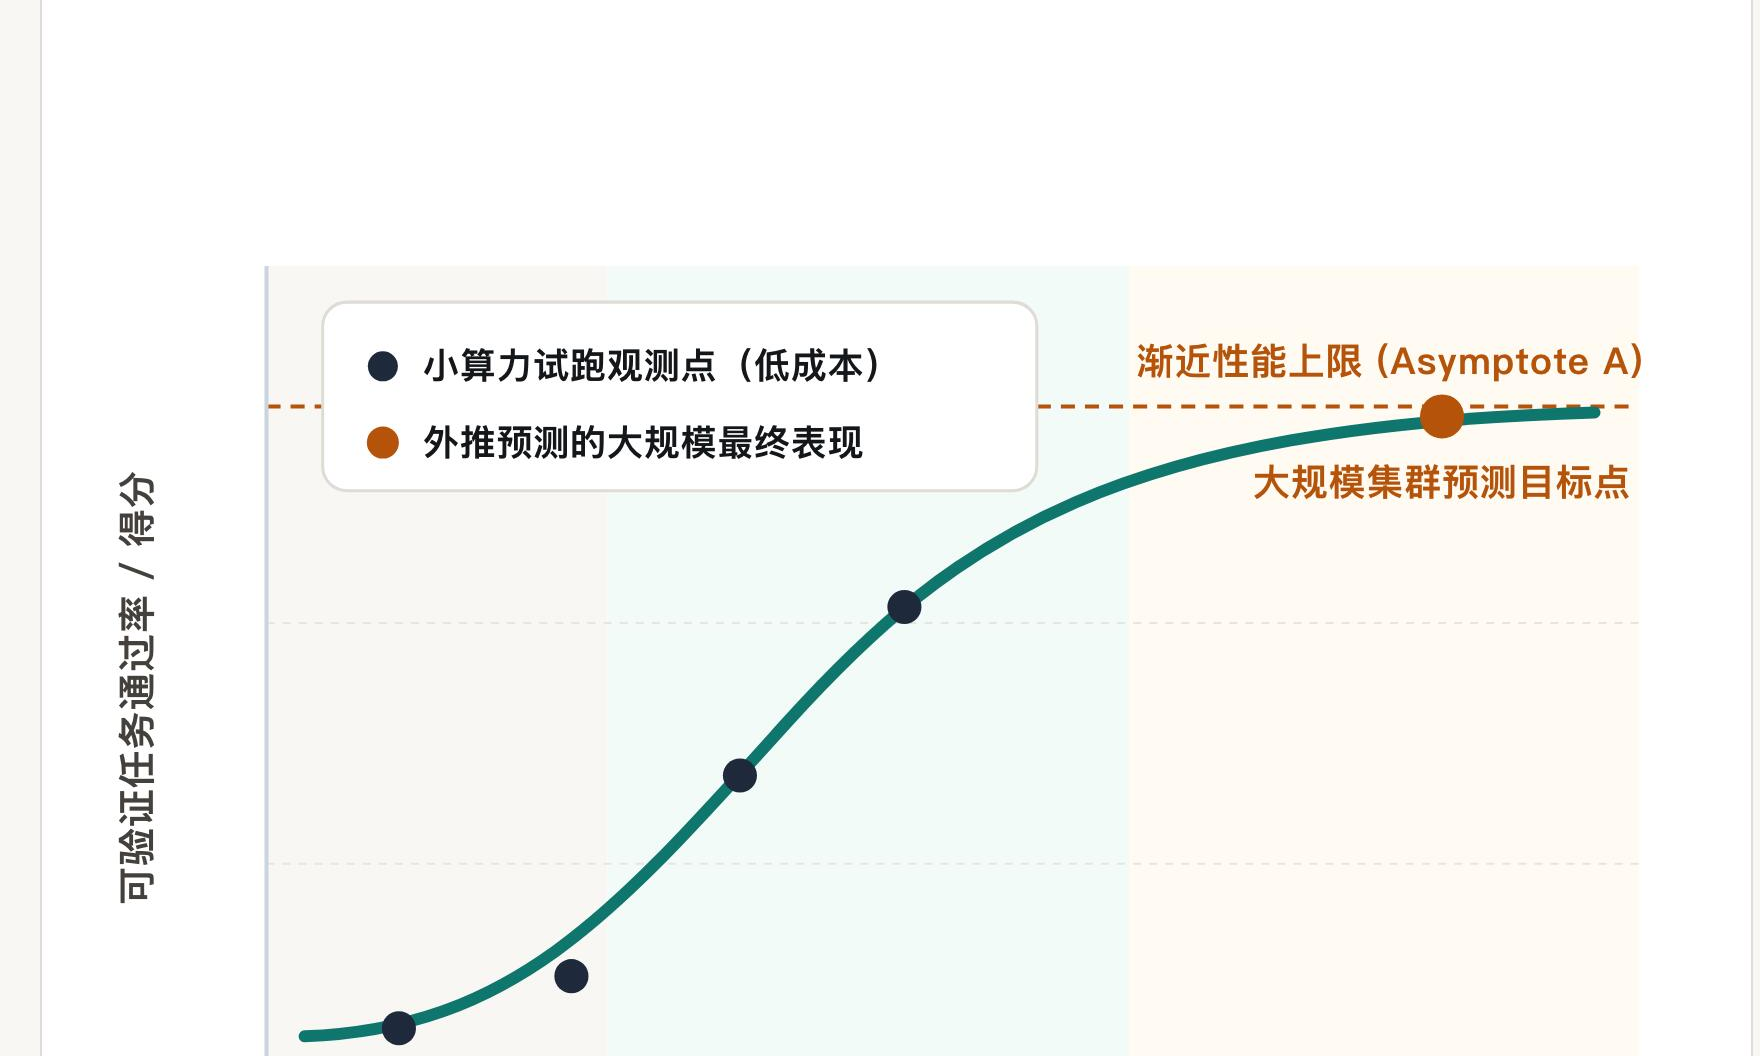 小算力试跑观测点（低成本）
外推预测的大规模最终表现
渐近性能上限 (Asymptote A)
大规模集群预测目标点
可验证任务通过率 / 得分